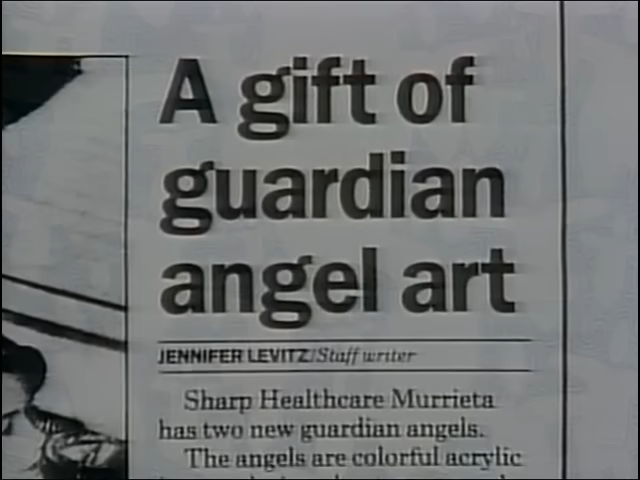 A gift of
guardian
angel art
JENNIFER LEVITZ/Staff writer
Sharp Healthcare Murrieta
has two new guardian angels.
The angels are colorful acrylic